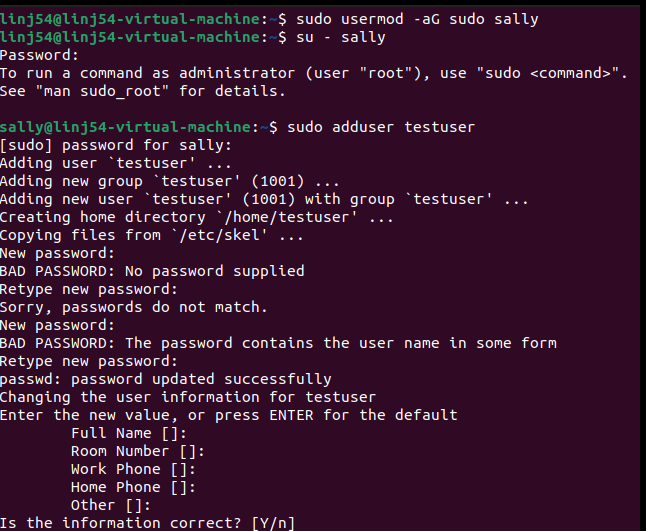 linj54@linj54-virtual-machine:~$ sudo usermod -aG sudo sally
linj54@linj54-virtual-machine:~$ su - sally
Password:
To run a command as administrator (user "root"), use "sudo <command>".
See "man sudo_root" for details.
sally@linj54-virtual-machine:~$ sudo adduser testuser
[sudo] password for sally:
Adding user `testuser' ...
Adding new group `testuser' (1001) ...
Adding new user `testuser' (1001) with group `testuser' ...
Creating home directory `/home/testuser' ...
Copying files from `/etc/skel' ...
New password:
BAD PASSWORD: No password supplied
Retype new password:
Sorry, passwords do not match.
New password:
BAD PASSWORD: The password contains the user name in some form
Retype new password:
passwd: password updated successfully
Changing the user information for testuser
Enter the new value, or press ENTER for the default
Full Name []:
Room Number []:
Work Phone []:
Home Phone []:
Other []:
Is the information correct? [Y/n]